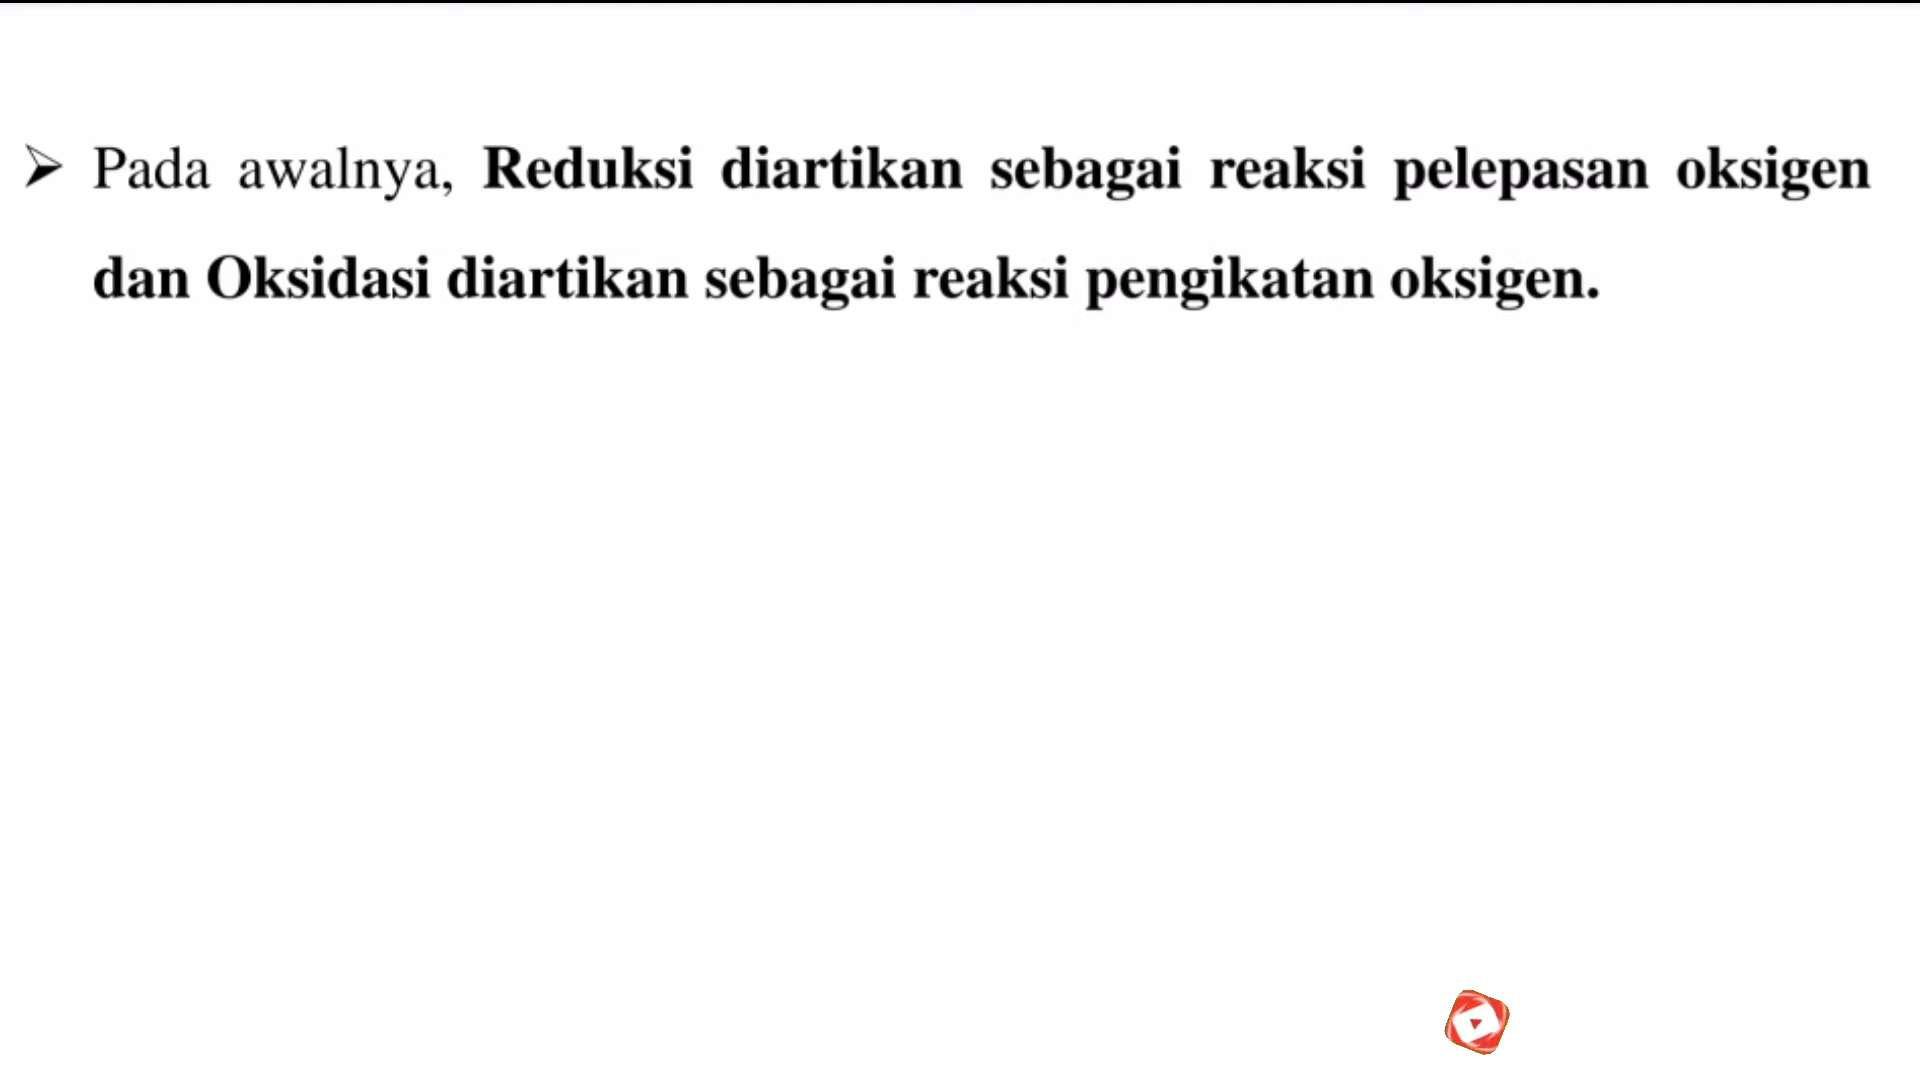 ➢ Pada awalnya, Reduksi diartikan sebagai reaksi pelepasan oksigen
dan Oksidasi diartikan sebagai reaksi pengikatan oksigen.